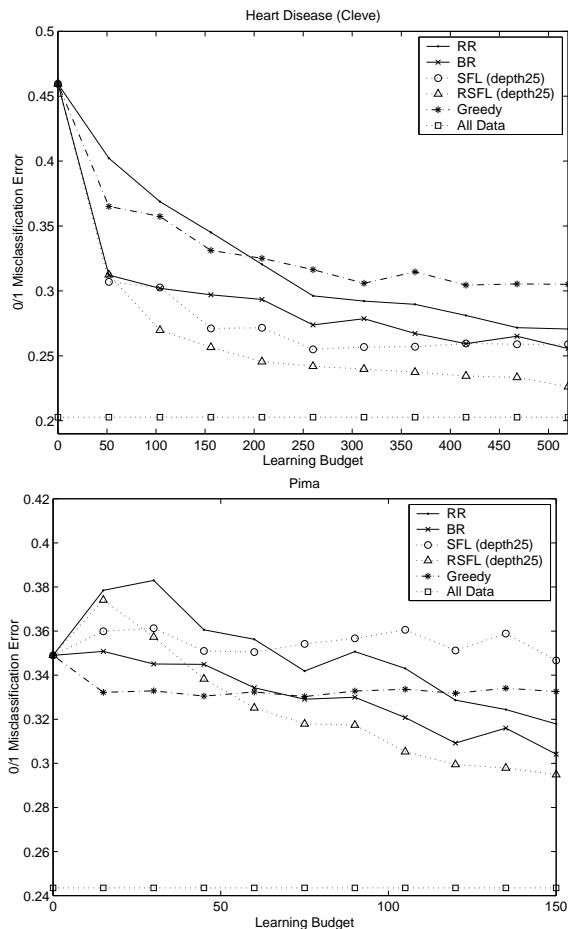 Heart Disease (Cleve)
0.5
0.45
0.4
0.35
0.3
0.25
0.2
0/1 Misclassification Error
RR
BR
SFL (depth25)
RSFL (depth25)
Greedy
All Data
0 50 100 150 200 250 300 350 400 450 500
Learning Budget
Pima
0.42
0.4
0.38
0.36
0.34
0.32
0.3
0.28
0.26
0.24
0/1 Misclassification Error
RR
BR
SFL (depth25)
RSFL (depth25)
Greedy
All Data
0 50 100 150
Learning Budget